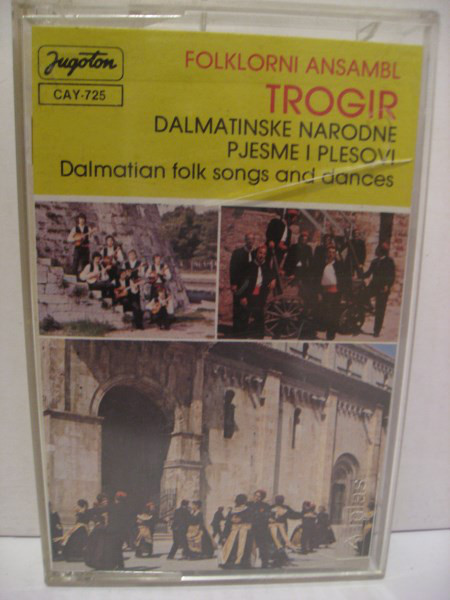 Jugoton
CAY-725
FOLKLORNI ANSAMBL
TROGIR
DALMATINSKE NARODNE
PJESME I PLESOVI
Dalmatian folk songs and dances